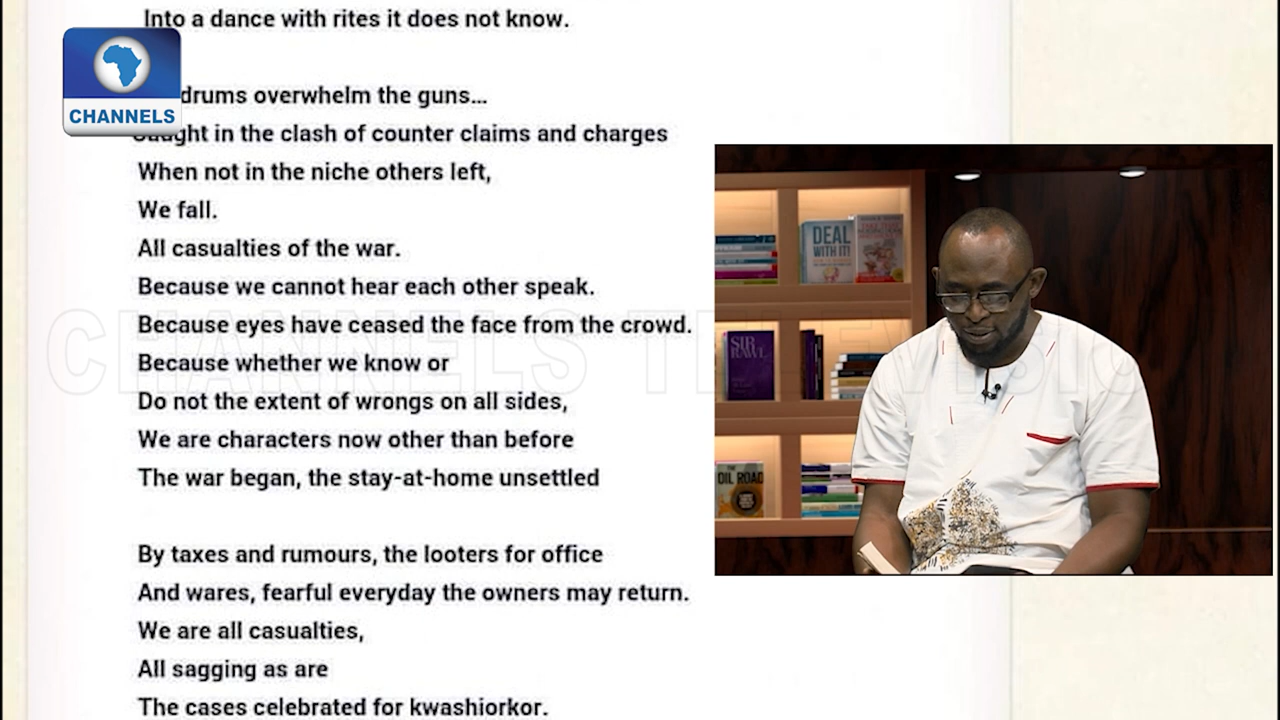 Into a dance with rites it does not know.
drums overwhelm the guns...
Caught in the clash of counter claims and charges
When not in the niche others left,
We fall.
All casualties of the war.
Because we cannot hear each other speak.
Because eyes have ceased the face from the crowd.
Because whether we know or
Do not the extent of wrongs on all sides,
We are characters now other than before
The war began, the stay-at-home unsettled
By taxes and rumours, the looters for office
And wares, fearful everyday the owners may return.
We are all casualties,
All sagging as are
The cases celebrated for kwashiorkor.
CHANNELS
CHANNELS TELEVISIO
DEAL
WITH IT!
SIR
RAWL
THE
OIL ROAD